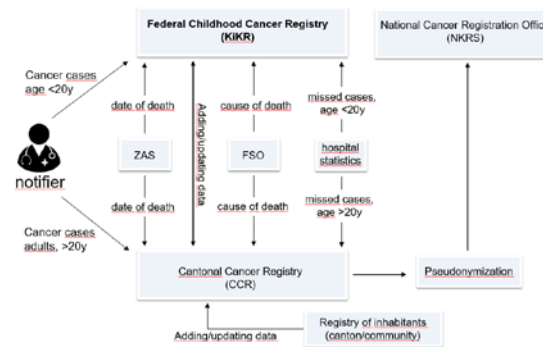 Federal Childhood Cancer Registry
(KiKR)
National Cancer Registration Offic
(NKRS)
Cancer cases
age <20y
date of death
Adding/updating data
cause of death
missed cases,
age <20y
ZAS
FSO
hospital
statistics
notifier
date of death
cause of death
missed cases,
age >20y
Cancer cases
adults, >20y
Cantonal Cancer Registry
(CCR)
Pseudonymization
Registry of inhabitants
(canton/community)
Adding/updating data